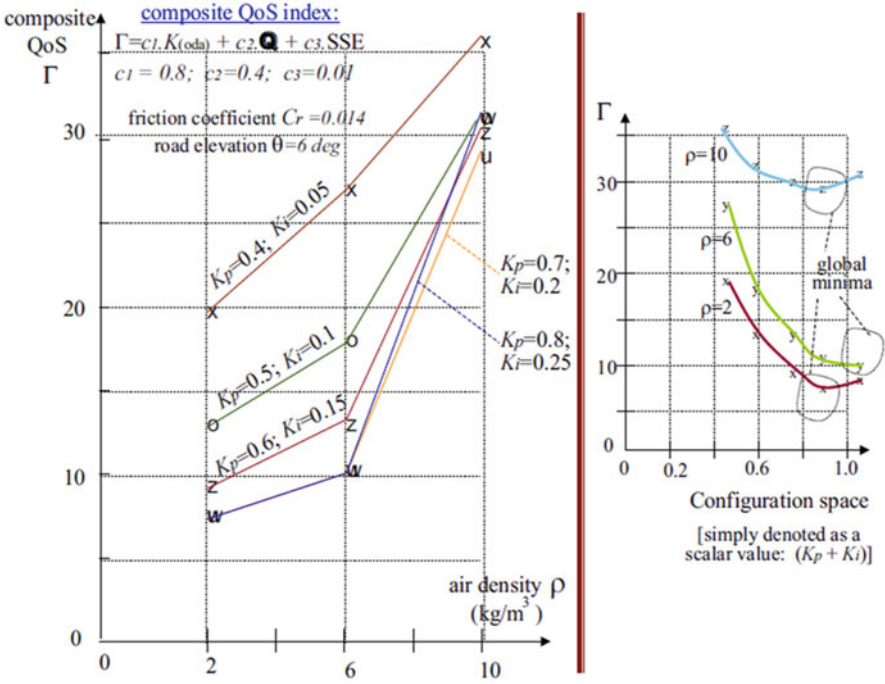 composite
QoS
Γ
composite QoS index:
Γ=c1.K(oda) + c2.Q + c3.SSE
c1 = 0.8; c2=0.4; c3=0.01
friction coefficient Cr =0.014
road elevation θ=6 deg
30
20
10
0
Kp=0.4; Ki=0.05
Kp=0.5; Ki=0.1
Kp=0.6; Ki=0.15
x
x
x
o
o
z
z
z
w
w
w
u
Kp=0.7;
Ki=0.2
Kp=0.8;
Ki=0.25
air density ρ
(kg/m³)
0
2
6
10
Γ
30
20
10
0
ρ=10
ρ=6
ρ=2
z
z
z
z
z
y
y
y
y
y
x
x
x
x
x
global
minima
0
0.2
0.6
1.0
Configuration space
[simply denoted as a
scalar value: (Kp + Ki)]